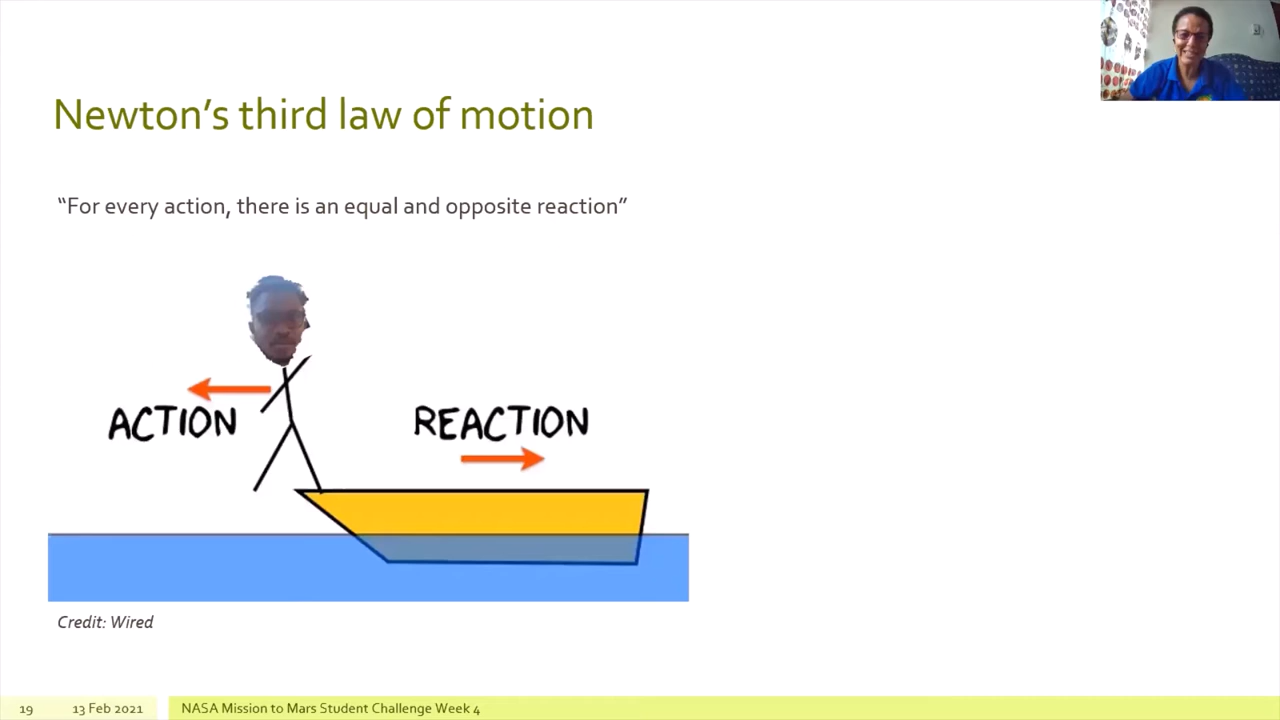 Newton’s third law of motion
“For every action, there is an equal and opposite reaction”
ACTION
REACTION
Credit: Wired
19 13 Feb 2021 NASA Mission to Mars Student Challenge Week 4